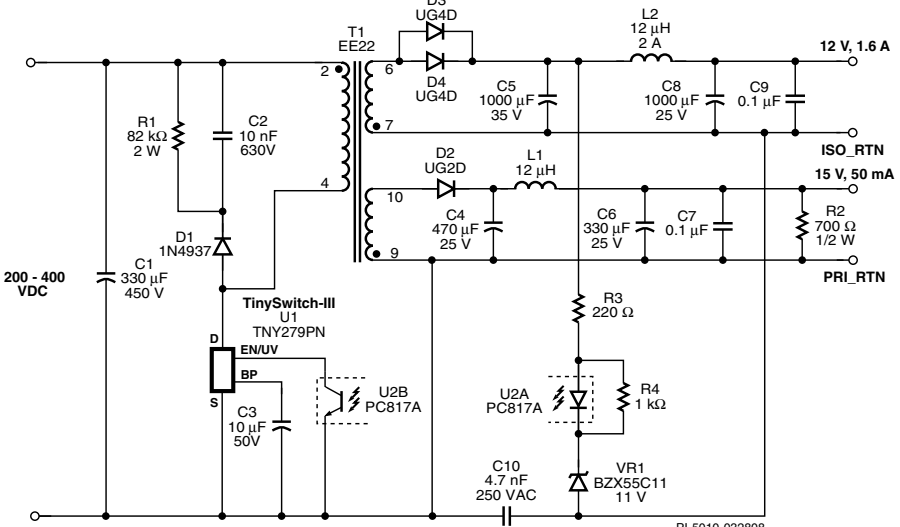 D3
UG4D
L2
12 μH
2 A
12 V, 1.6 A
T1
EE22
2
6
D4
UG4D
C5
1000 μF
35 V
C8
1000 μF
25 V
C9
0.1 μF
R1
82 kΩ
2 W
C2
10 nF
630V
7
ISO_RTN
D2
UG2D
L1
12 μH
15 V, 50 mA
4
10
C4
470 μF
25 V
C6
330 μF
25 V
C7
0.1 μF
R2
700 Ω
1/2 W
D1
1N4937
9
PRI_RTN
200 - 400
VDC
C1
330 μF
450 V
TinySwitch-III
U1
TNY279PN
R3
220 Ω
D
EN/UV
BP
S
U2B
PC817A
U2A
PC817A
R4
1 kΩ
C3
10 μF
50V
C10
4.7 nF
250 VAC
VR1
BZX55C11
11 V